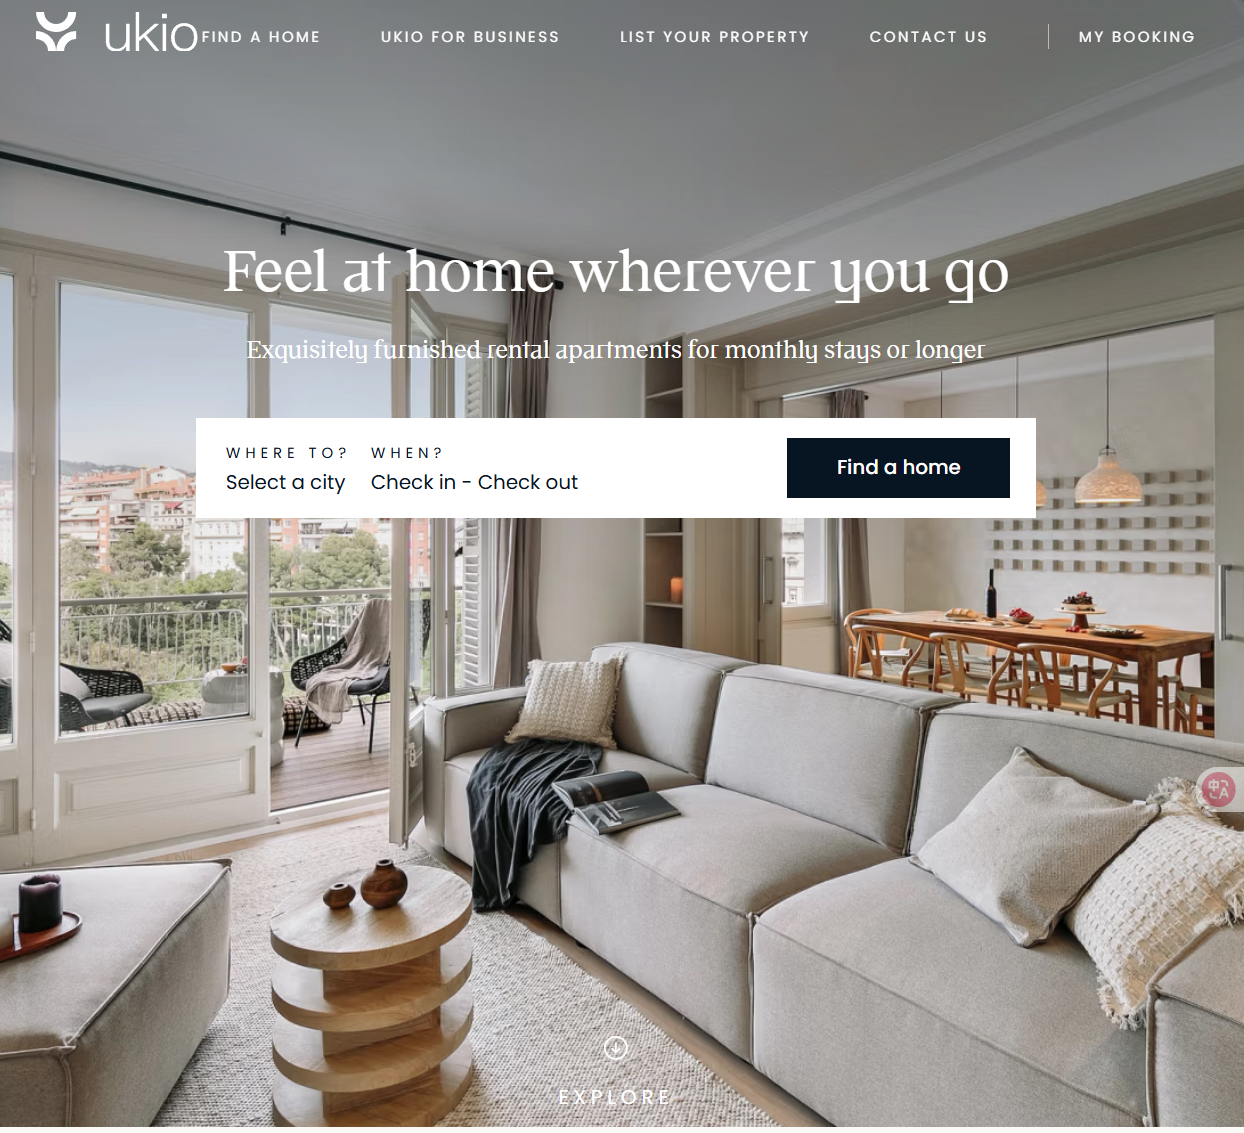 ukio FIND A HOME UKIO FOR BUSINESS LIST YOUR PROPERTY CONTACT US MY BOOKING
Feel at home wherever you go
Exquisitely furnished rental apartments for monthly stays or longer
WHERE TO? WHEN?
Select a city Check in - Check out
Find a home
中
A
EXPLORE